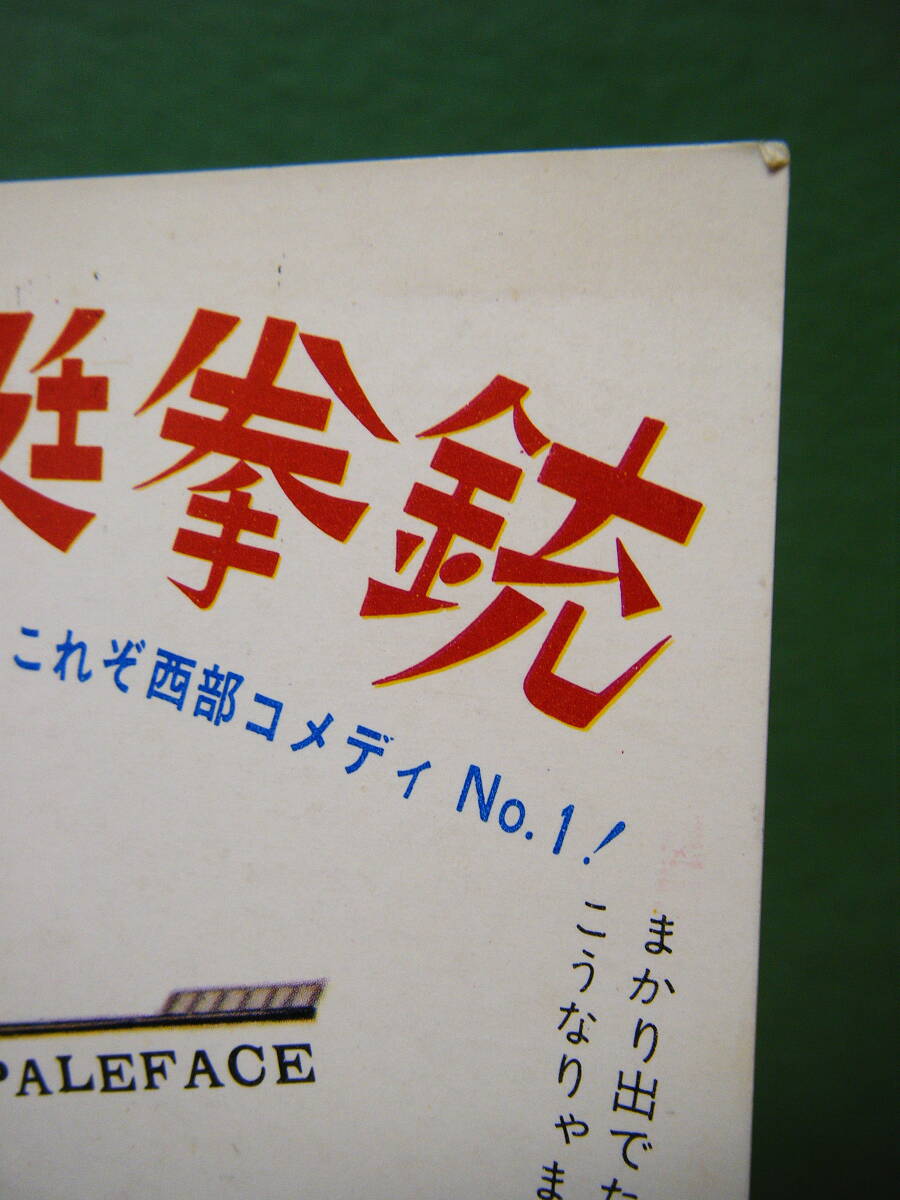 拳銃
これぞ西部コメディ No.1!
まかり出でた
こうなりゃま
PALEFACE